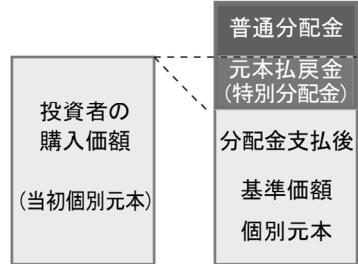 投資者の
購入価額
(当初個別元本)
普通分配金
元本払戻金
(特別分配金)
分配金支払後
基準価額
個別元本